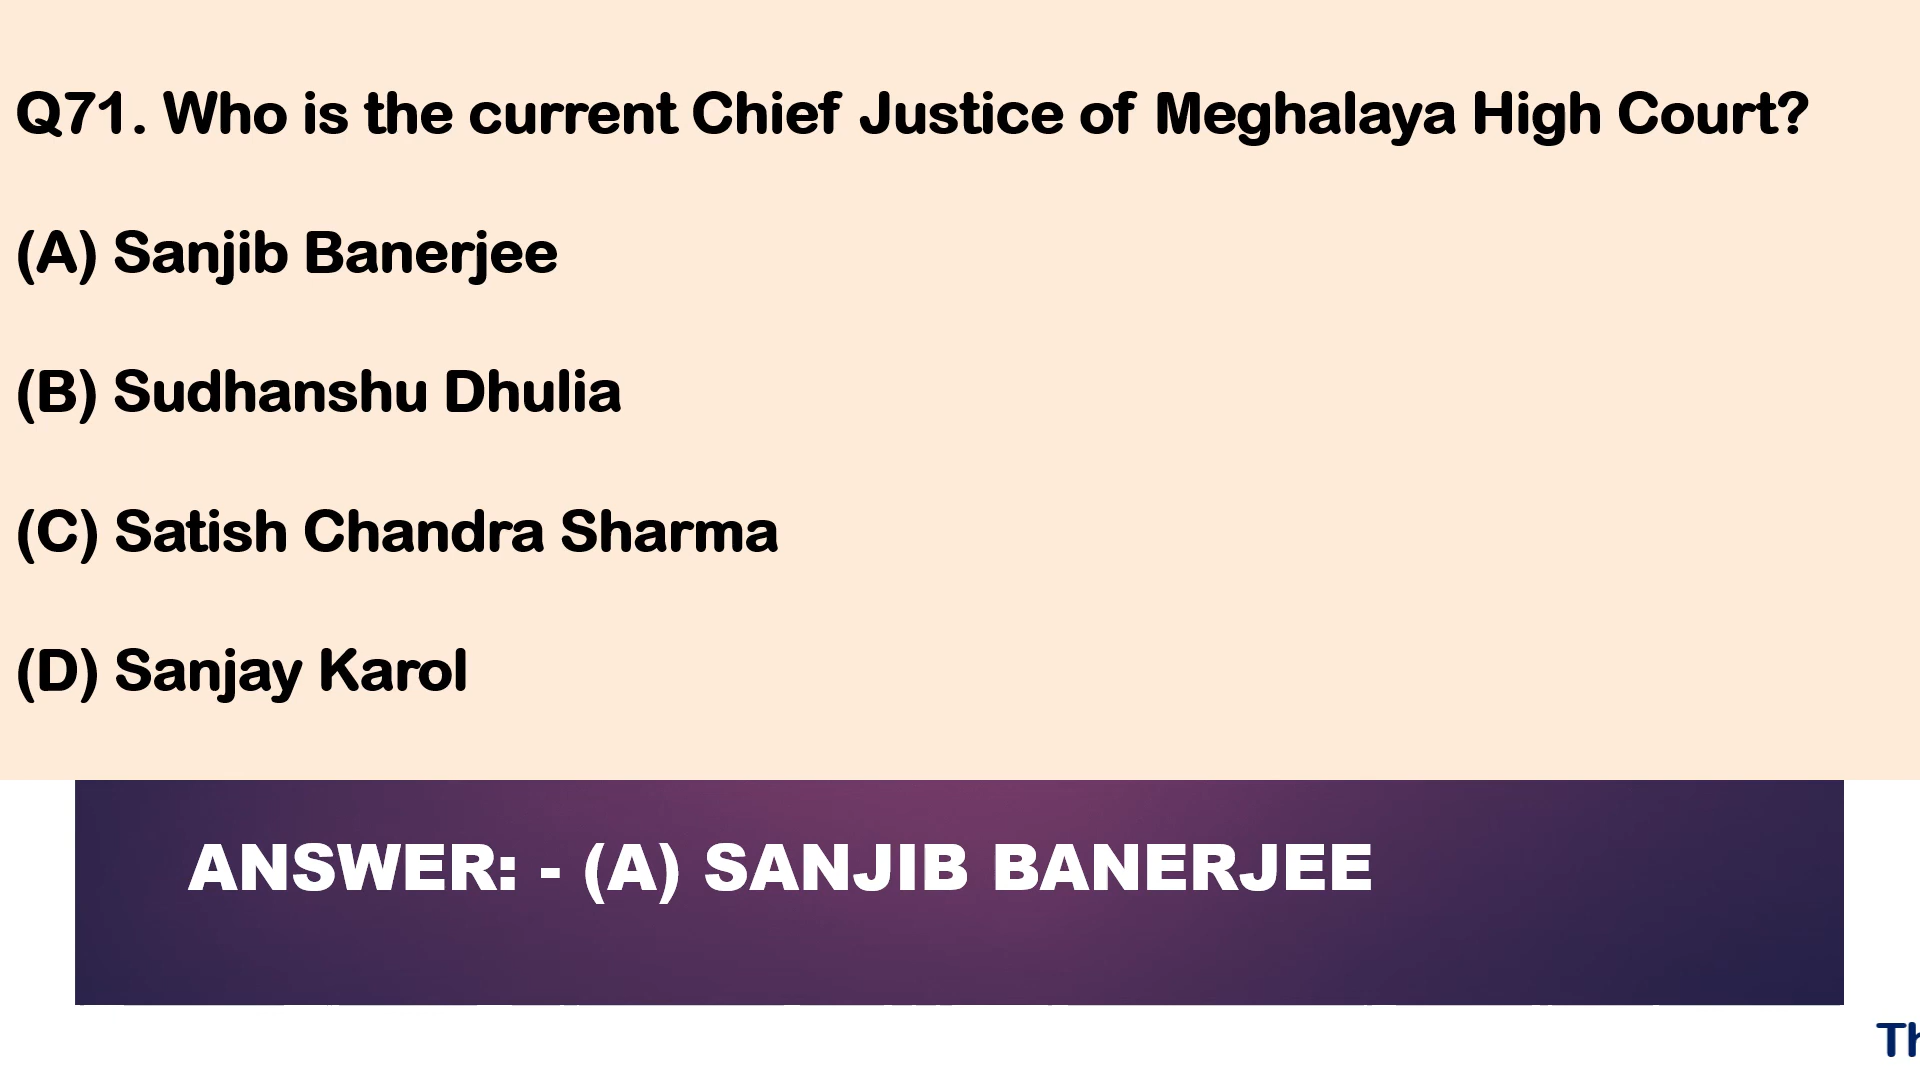 Q71. Who is the current Chief Justice of Meghalaya High Court?
(A) Sanjib Banerjee
(B) Sudhanshu Dhulia
(C) Satish Chandra Sharma
(D) Sanjay Karol
ANSWER: - (A) SANJIB BANERJEE